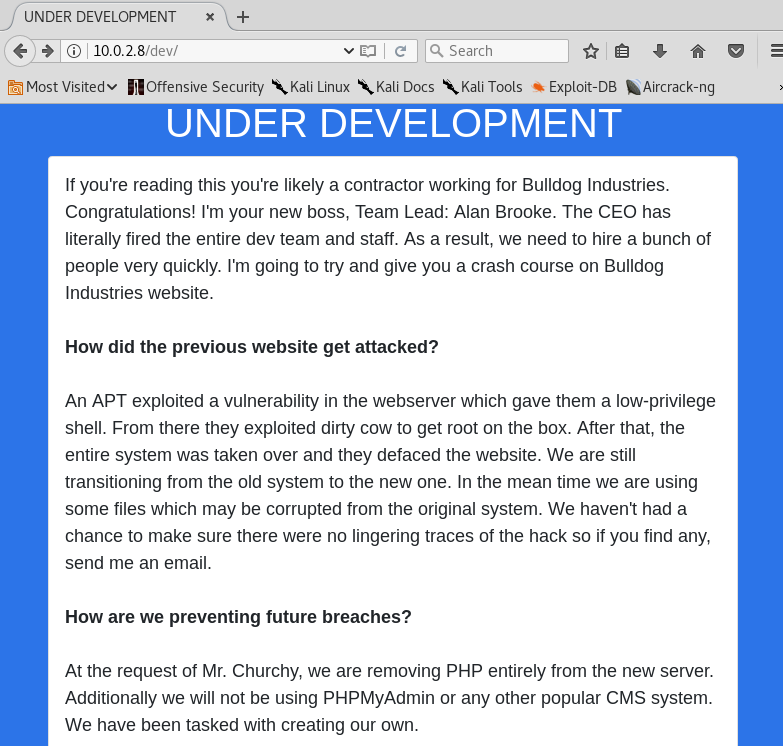 UNDER DEVELOPMENT
10.0.2.8/dev/
Search
Most Visited
Offensive Security
Kali Linux
Kali Docs
Kali Tools
Exploit-DB
Aircrack-ng
UNDER DEVELOPMENT
If you're reading this you're likely a contractor working for Bulldog Industries.
Congratulations! I'm your new boss, Team Lead: Alan Brooke. The CEO has
literally fired the entire dev team and staff. As a result, we need to hire a bunch of
people very quickly. I'm going to try and give you a crash course on Bulldog
Industries website.
How did the previous website get attacked?
An APT exploited a vulnerability in the webserver which gave them a low-privilege
shell. From there they exploited dirty cow to get root on the box. After that, the
entire system was taken over and they defaced the website. We are still
transitioning from the old system to the new one. In the mean time we are using
some files which may be corrupted from the original system. We haven't had a
chance to make sure there were no lingering traces of the hack so if you find any,
send me an email.
How are we preventing future breaches?
At the request of Mr. Churchy, we are removing PHP entirely from the new server.
Additionally we will not be using PHPMyAdmin or any other popular CMS system.
We have been tasked with creating our own.